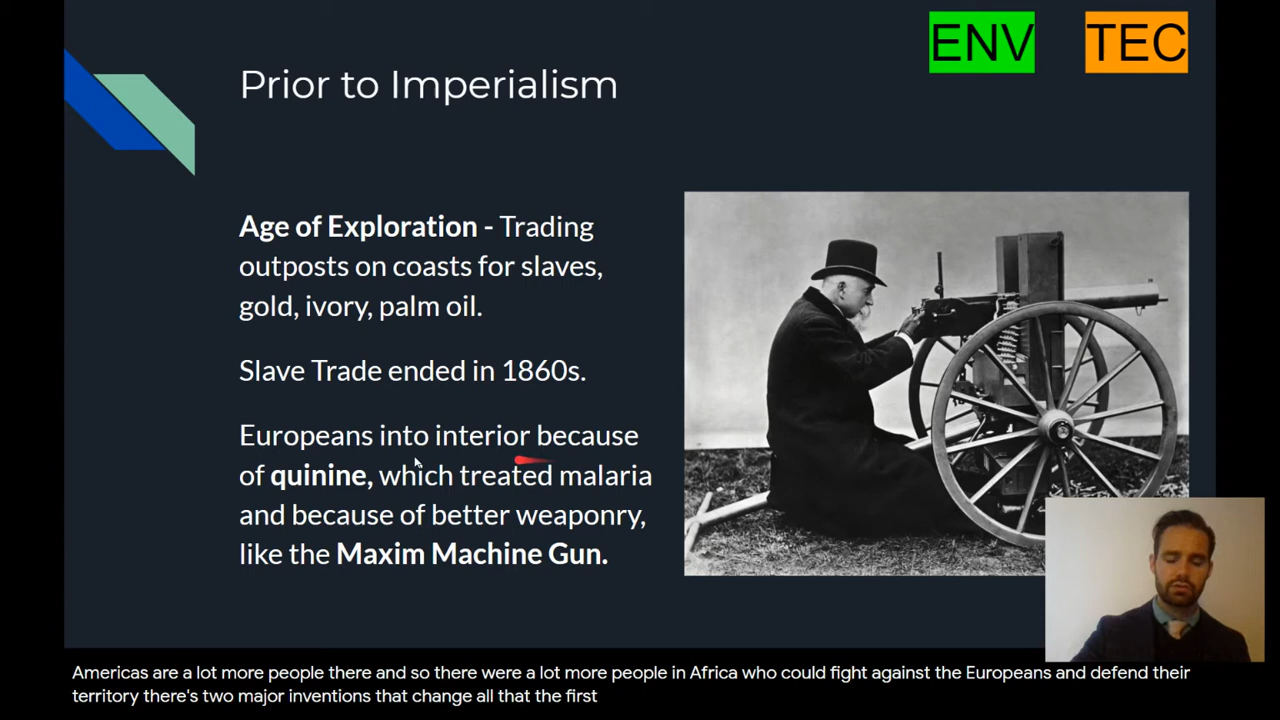 ENV TEC
Prior to Imperialism
Age of Exploration - Trading
outposts on coasts for slaves,
gold, ivory, palm oil.
Slave Trade ended in 1860s.
Europeans into interior because
of quinine, which treated malaria
and because of better weaponry,
like the Maxim Machine Gun.
Americas are a lot more people there and so there were a lot more people in Africa who could fight against the Europeans and defend their
territory there's two major inventions that change all that the first